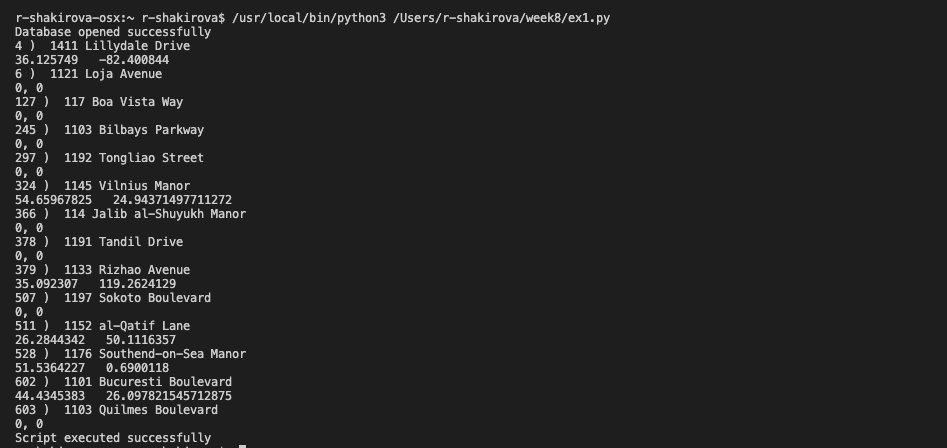 r-shakirova-osx:~ r-shakirova$ /usr/local/bin/python3 /Users/r-shakirova/week8/ex1.py
Database opened successfully
4 )  1411 Lillydale Drive
36.125749   -82.400844
6 )  1121 Loja Avenue
0, 0
127 )  117 Boa Vista Way
0, 0
245 )  1103 Bilbays Parkway
0, 0
297 )  1192 Tongliao Street
0, 0
324 )  1145 Vilnius Manor
54.65967825   24.94371497711272
366 )  114 Jalib al-Shuyukh Manor
0, 0
378 )  1191 Tandil Drive
0, 0
379 )  1133 Rizhao Avenue
35.092307   119.2624129
507 )  1197 Sokoto Boulevard
0, 0
511 )  1152 al-Qatif Lane
26.2844342   50.1116357
528 )  1176 Southend-on-Sea Manor
51.5364227   0.6900118
602 )  1101 Bucuresti Boulevard
44.4345383   26.097821545712875
603 )  1103 Quilmes Boulevard
0, 0
Script executed successfully